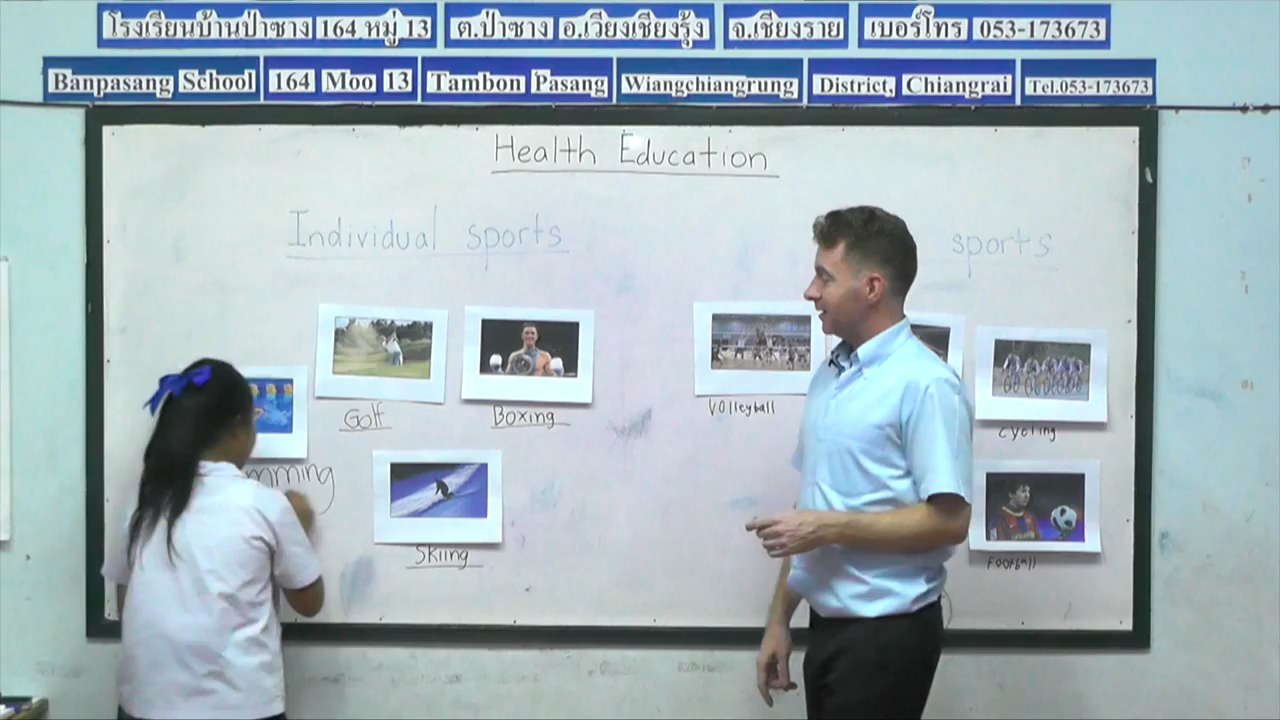 โรงเรียนบ้านป่าซาง 164 หมู่ 13 ต.ป่าซาง อ.เวียงเชียงรุ้ง จ.เชียงราย เบอร์โทร 053-173673
Banpasang School 164 Moo 13 Tambon Pasang Wiangchiangrung District, Chiangrai Tel.053-173673
Health Education
Individual sports
sports
Golf
Boxing
Volleyball
Cycling
mming
Skiing
Football